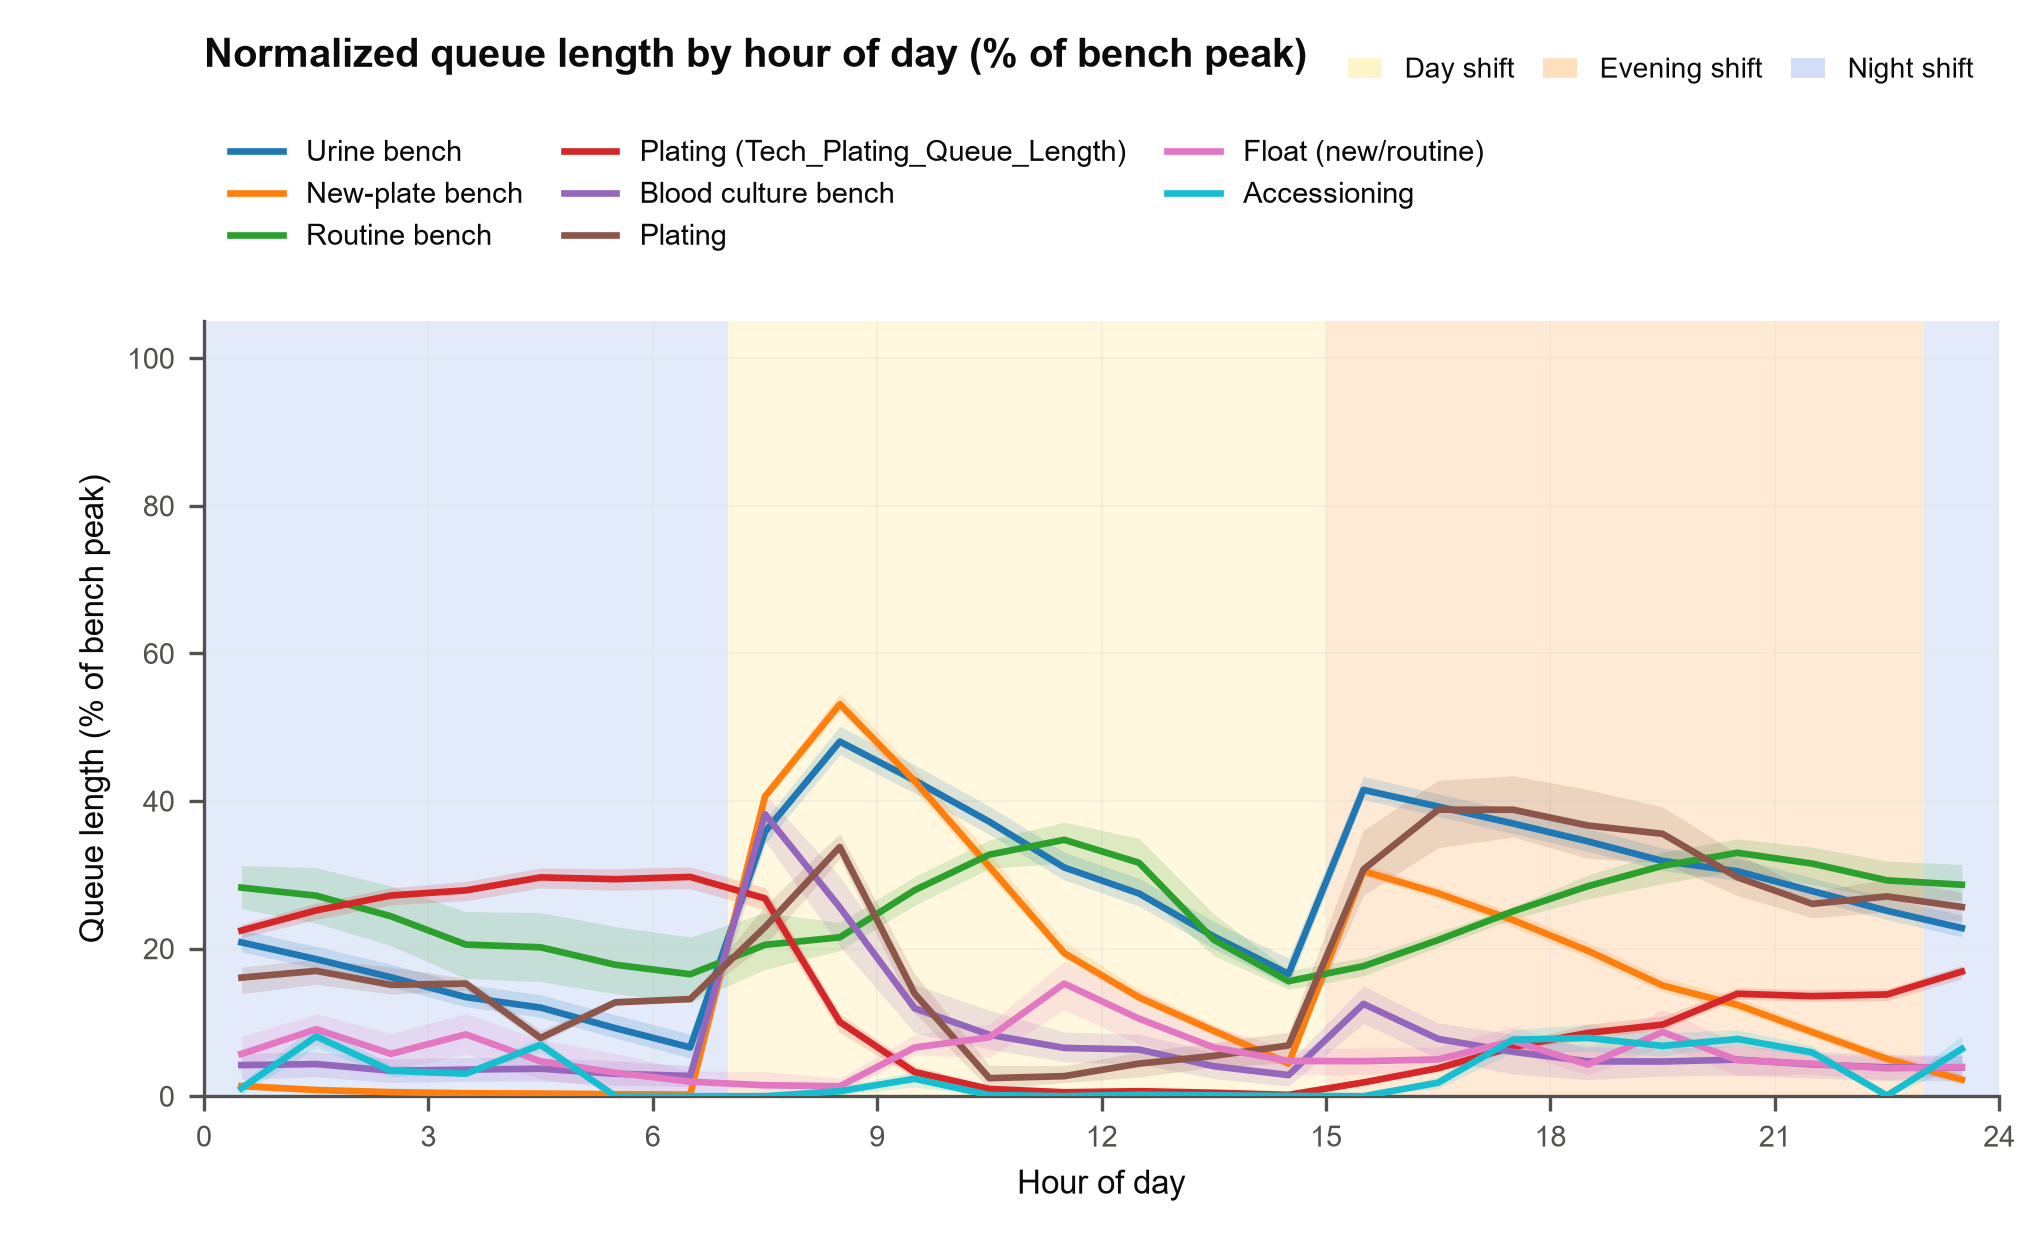 Normalized queue length by hour of day (% of bench peak)
Day shift
Evening shift
Night shift
Urine bench
Plating (Tech_Plating_Queue_Length)
Float (new/routine)
New-plate bench
Blood culture bench
Accessioning
Routine bench
Plating
Queue length (% of bench peak)
100
80
60
40
20
0
0 3 6 9 12 15 18 21 24
Hour of day